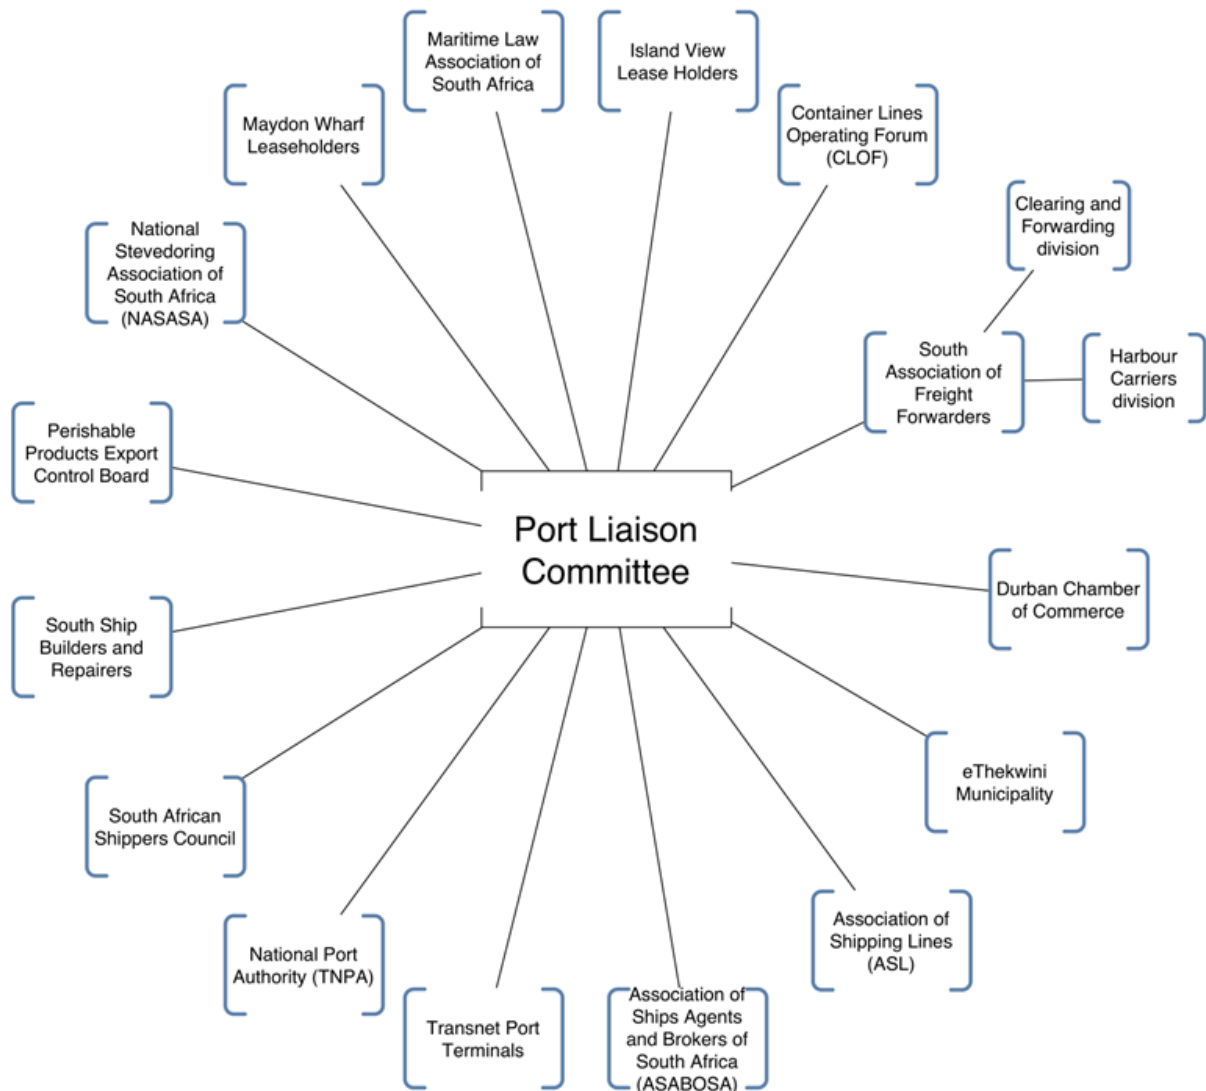 Maritime Law
Association of
South Africa
Island View
Lease Holders
Maydon Wharf
Leaseholders
Container Lines
Operating Forum
(CLOF)
Clearing and
Forwarding
division
National
Stevedoring
Association of
South Africa
(NASASA)
South
Association of
Freight
Forwarders
Harbour
Carriers
division
Perishable
Products Export
Control Board
Port Liaison
Committee
Durban Chamber
of Commerce
South Ship
Builders and
Repairers
eThekwini
Municipality
South African
Shippers Council
Association of
Shipping Lines
(ASL)
National Port
Authority (TNPA)
Transnet Port
Terminals
Association of
Ships Agents
and Brokers of
South Africa
(ASABOSA)